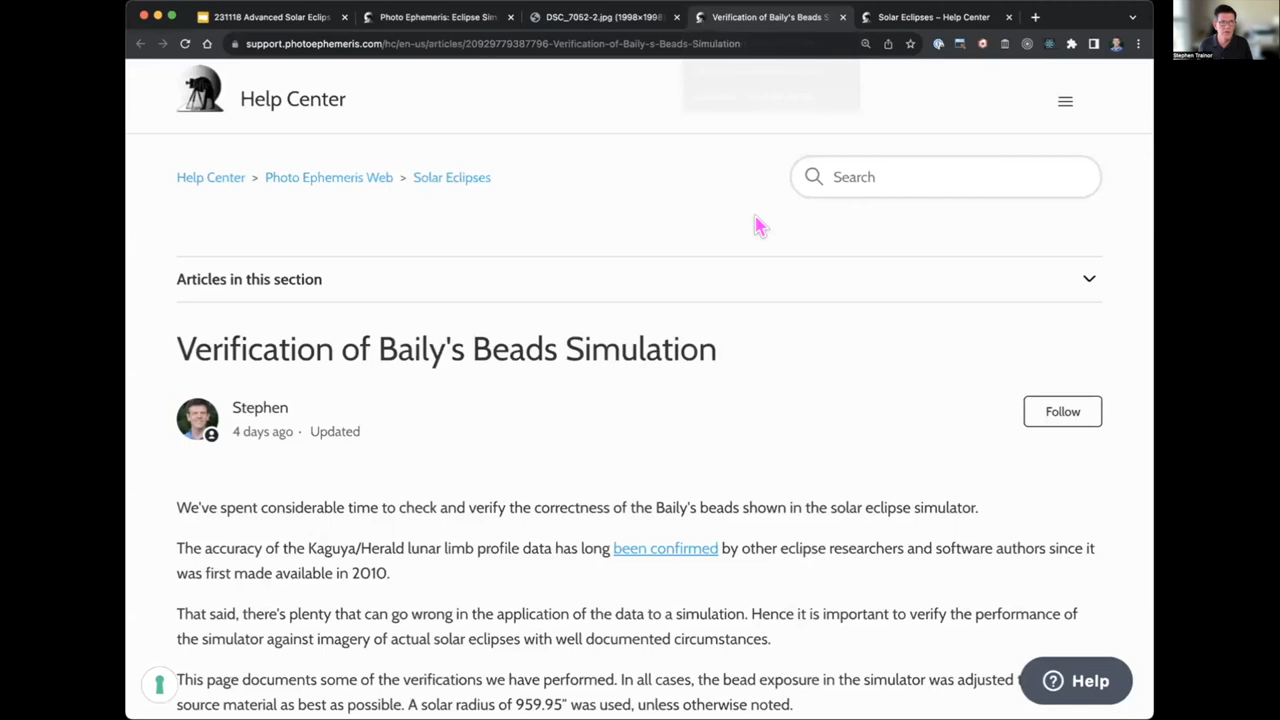 231118 Advanced Solar Eclips
Photo Ephemeris: Eclipse Sim
DSC_7052-2.jpg (1998×1998)
Verification of Baily's Beads S
Solar Eclipses – Help Center
support.photoephemeris.com/hc/en-us/articles/20929779387796-Verification-of-Baily-s-Beads-Simulation
Stephen Trainor
Help Center
Help Center > Photo Ephemeris Web > Solar Eclipses
Search
Articles in this section
Verification of Baily's Beads Simulation
Stephen
4 days ago · Updated
Follow
We've spent considerable time to check and verify the correctness of the Baily's beads shown in the solar eclipse simulator.
The accuracy of the Kaguya/Herald lunar limb profile data has long been confirmed by other eclipse researchers and software authors since it
was first made available in 2010.
That said, there's plenty that can go wrong in the application of the data to a simulation. Hence it is important to verify the performance of
the simulator against imagery of actual solar eclipses with well documented circumstances.
This page documents some of the verifications we have performed. In all cases, the bead exposure in the simulator was adjusted
source material as best as possible. A solar radius of 959.95" was used, unless otherwise noted.
Help